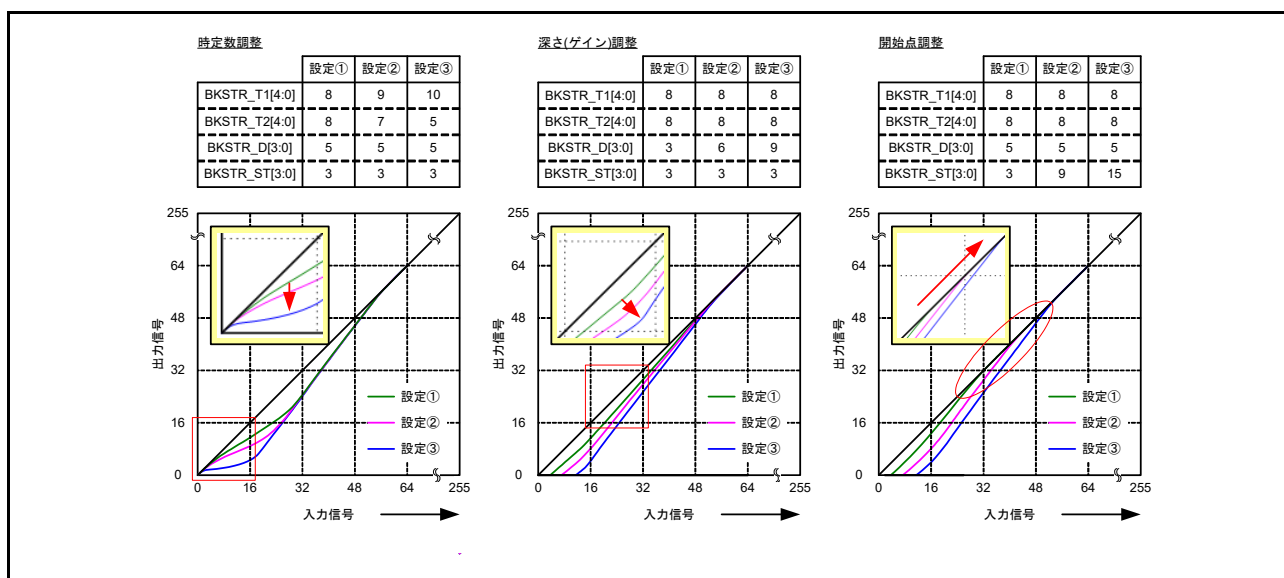 時定数調整
設定① 設定② 設定③
BKSTR_T1[4:0] 8 9 10
BKSTR_T2[4:0] 8 7 5
BKSTR_D[3:0] 5 5 5
BKSTR_ST[3:0] 3 3 3
255
64
48
32
16
0
出力信号
設定①
設定②
設定③
0 16 32 48 64 255
入力信号
深さ(ゲイン)調整
設定① 設定② 設定③
BKSTR_T1[4:0] 8 8 8
BKSTR_T2[4:0] 8 8 8
BKSTR_D[3:0] 3 6 9
BKSTR_ST[3:0] 3 3 3
255
64
48
32
16
0
出力信号
設定①
設定②
設定③
0 16 32 48 64 255
入力信号
開始点調整
設定① 設定② 設定③
BKSTR_T1[4:0] 8 8 8
BKSTR_T2[4:0] 8 8 8
BKSTR_D[3:0] 5 5 5
BKSTR_ST[3:0] 3 9 15
255
64
48
32
16
0
出力信号
設定①
設定②
設定③
0 16 32 48 64 255
入力信号